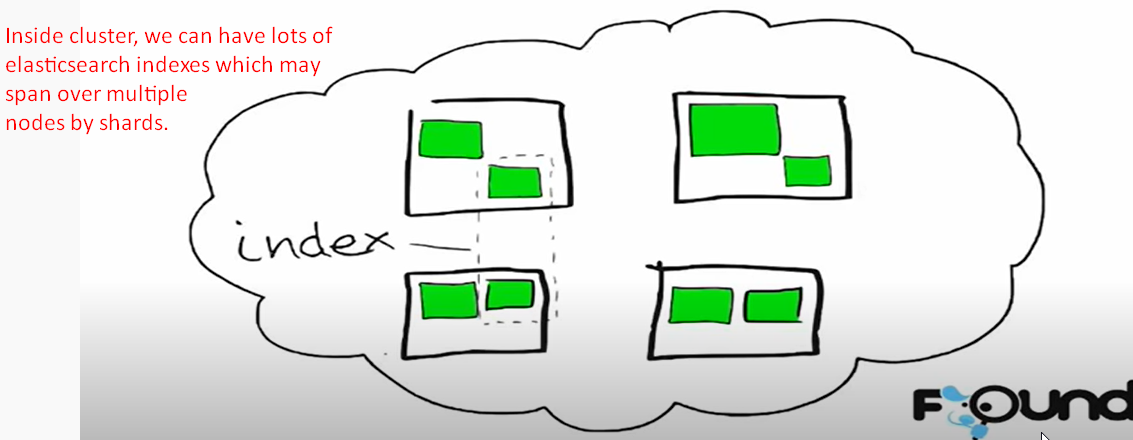 Inside cluster, we can have lots of
elasticsearch indexes which may
span over multiple
nodes by shards.
index
Found